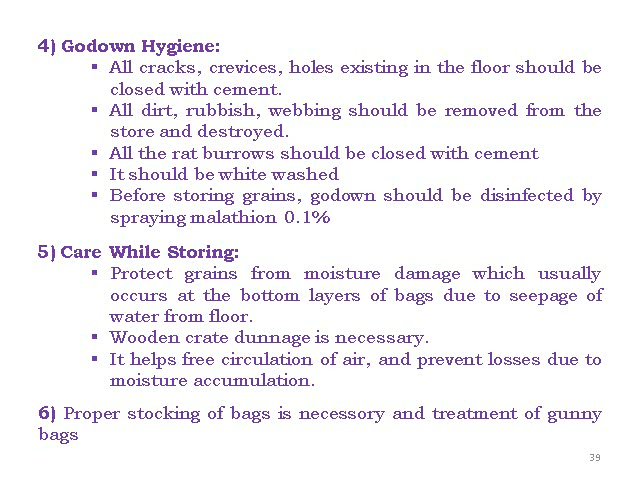 4) Godown Hygiene:
▪ All cracks, crevices, holes existing in the floor should be
closed with cement.
▪ All dirt, rubbish, webbing should be removed from the
store and destroyed.
▪ All the rat burrows should be closed with cement
▪ It should be white washed
▪ Before storing grains, godown should be disinfected by
spraying malathion 0.1%
5) Care While Storing:
▪ Protect grains from moisture damage which usually
occurs at the bottom layers of bags due to seepage of
water from floor.
▪ Wooden crate dunnage is necessary.
▪ It helps free circulation of air, and prevent losses due to
moisture accumulation.
6) Proper stocking of bags is necessory and treatment of gunny
bags
39